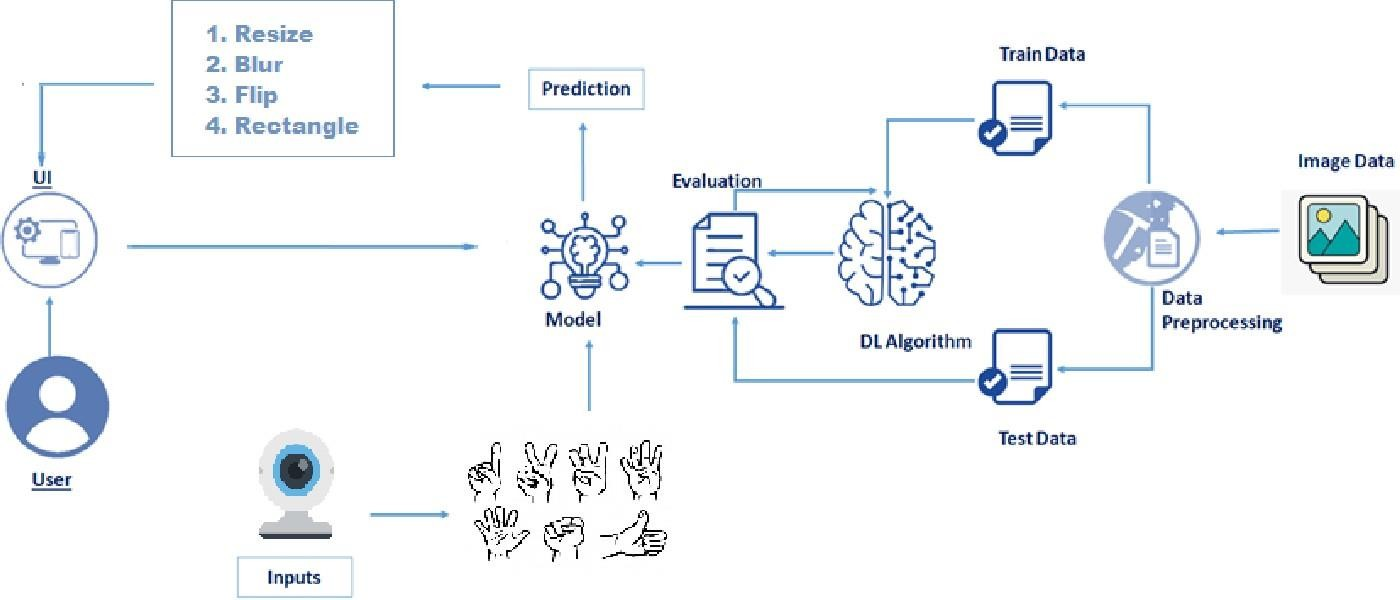 1. Resize
2. Blur
3. Flip
4. Rectangle
Prediction
Train Data
Image Data
UI
Evaluation
Model
DL Algorithm
Data
Preprocessing
Test Data
User
Inputs